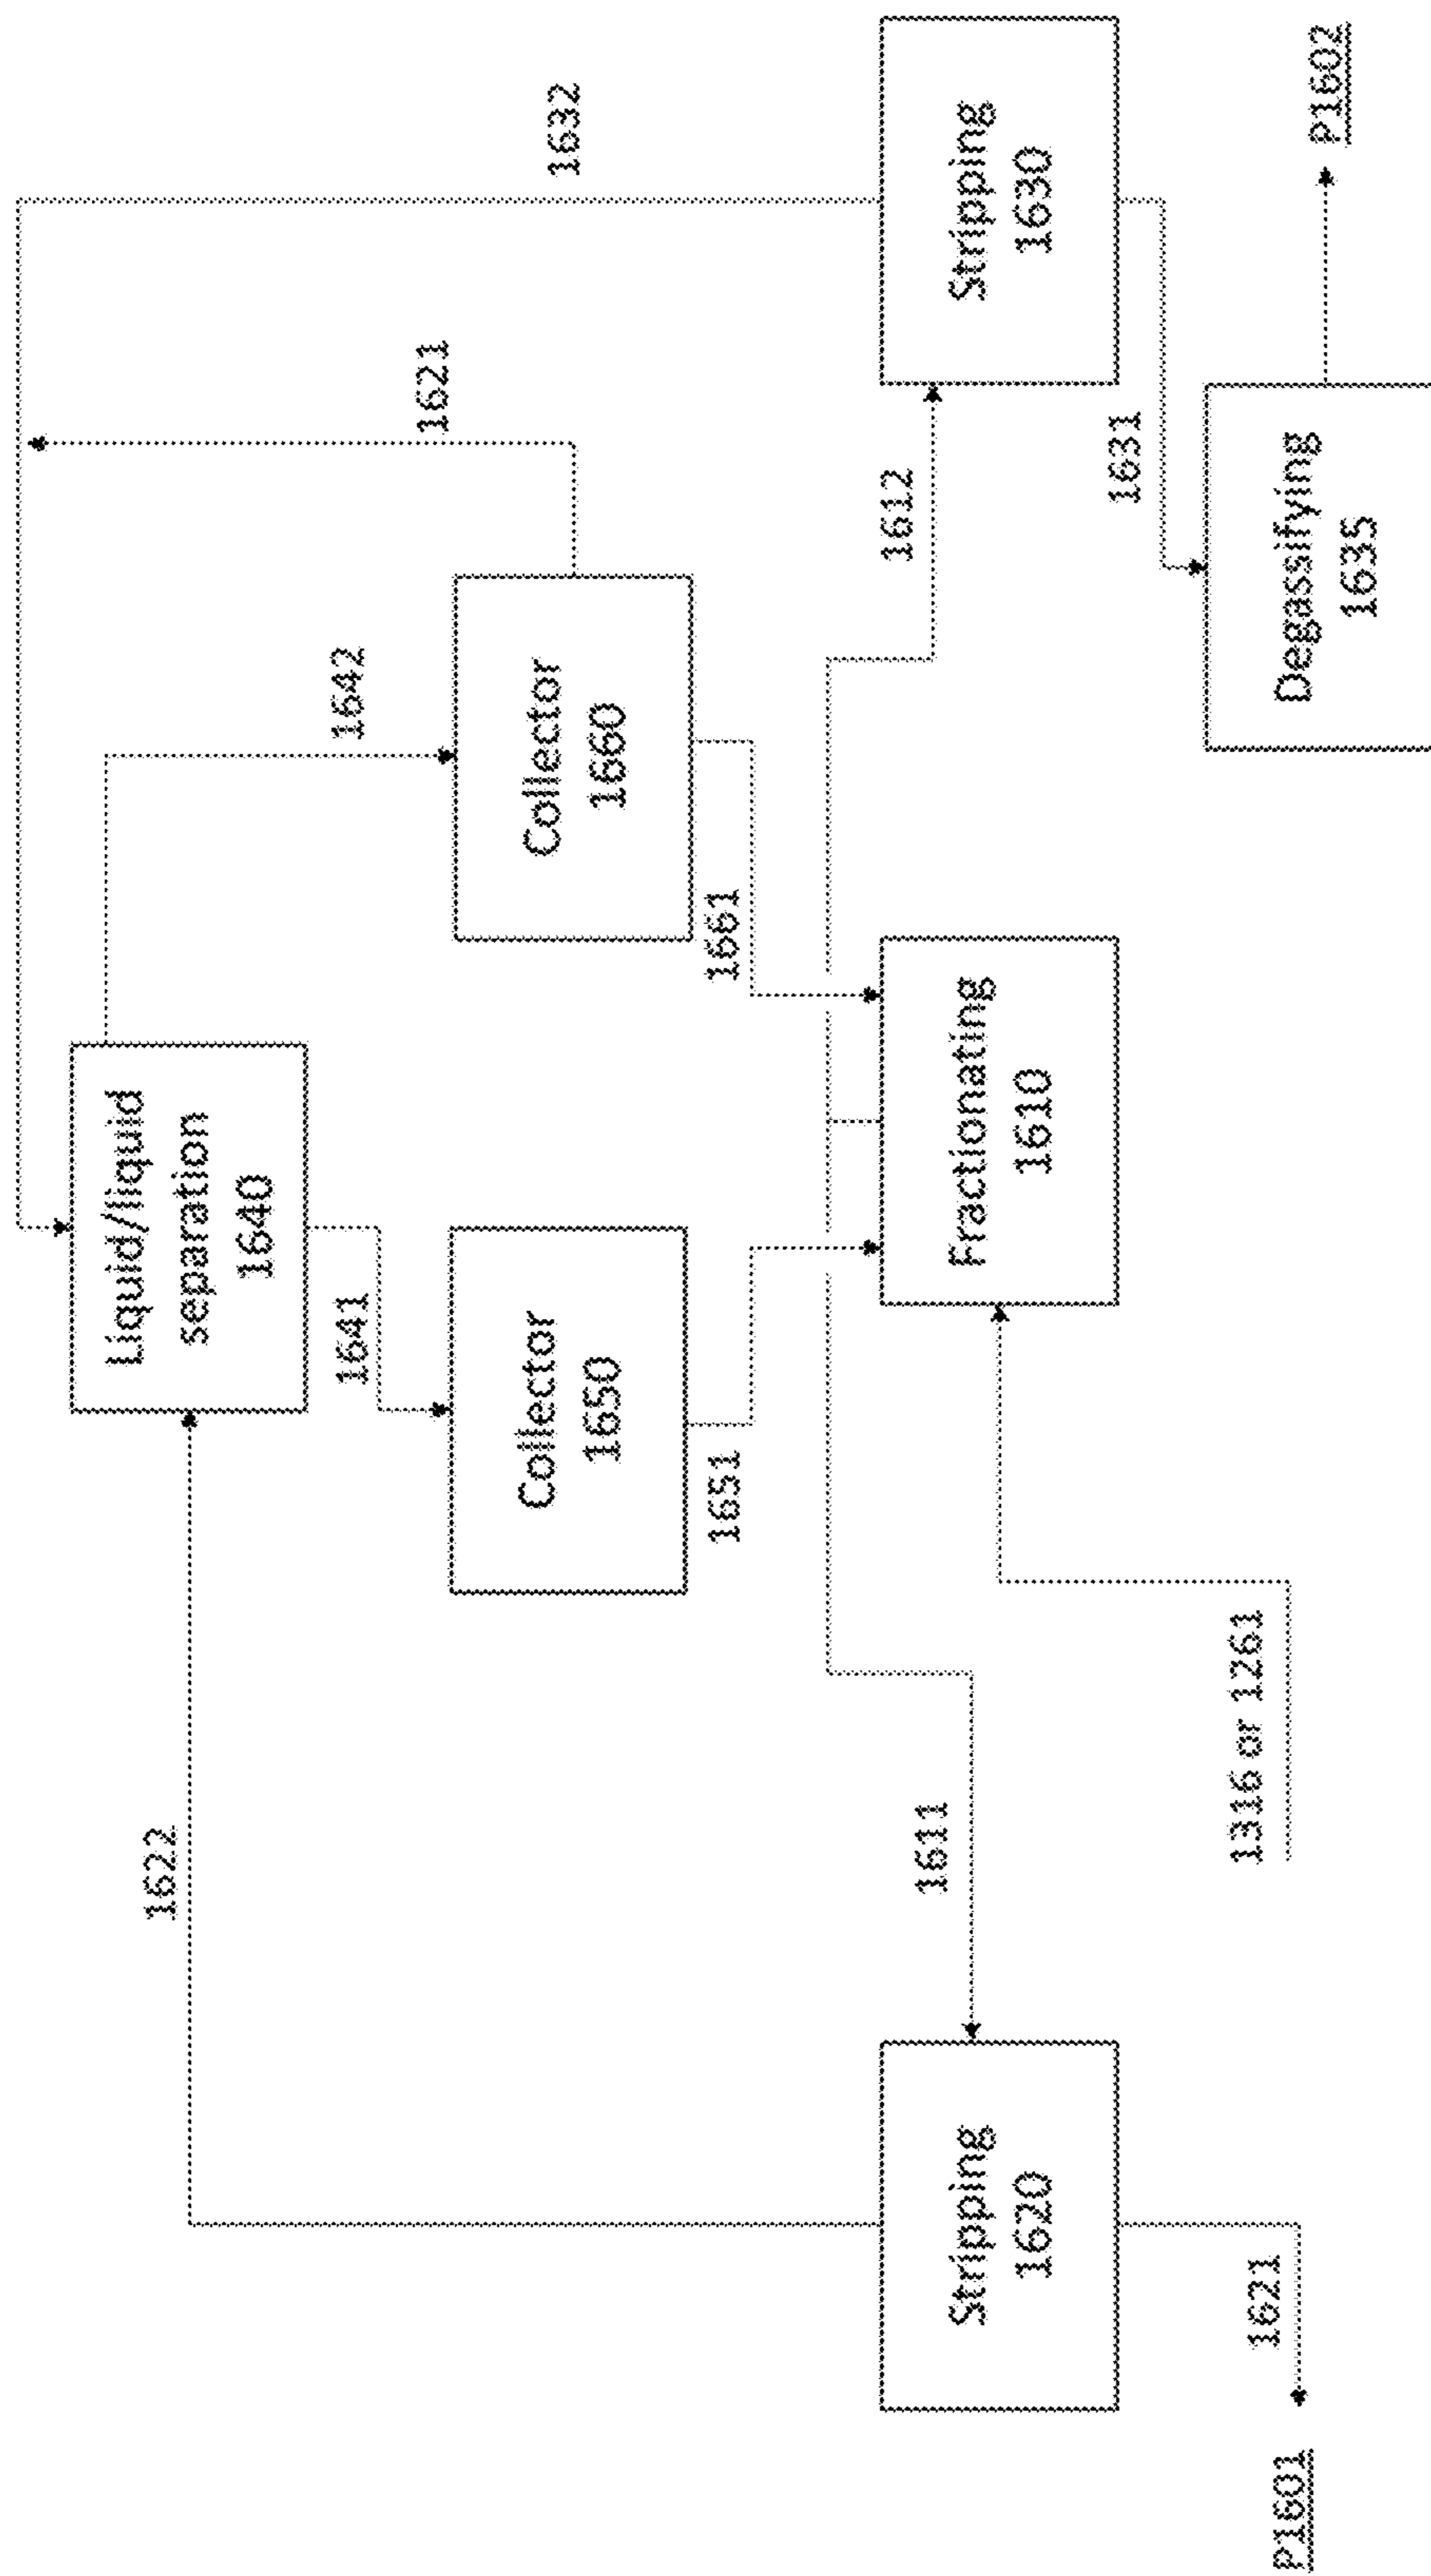 1622
Liquid/liquid
separation
1640
1641
1642
1621
1632
Collector
1650
Collector
1660
1651
1661
1611
1612
Stripping
1620
Fractionating
1610
Stripping
1630
1631
1621
1316 or 1261
Degassifying
1635
P1601
P1602